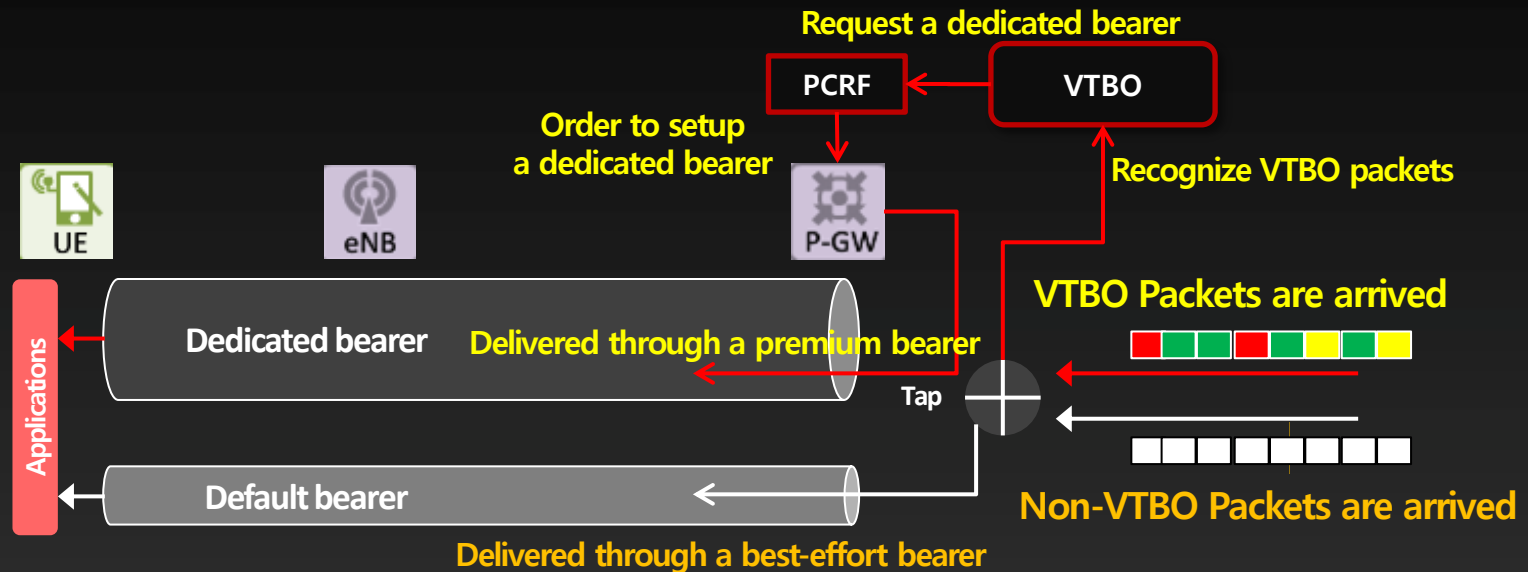 Request a dedicated bearer
PCRF
VTBO
Order to setup
a dedicated bearer
Recognize VTBO packets
UE
eNB
P-GW
VTBO Packets are arrived
Applications
Dedicated bearer
Delivered through a premium bearer
Tap
Default bearer
Non-VTBO Packets are arrived
Delivered through a best-effort bearer